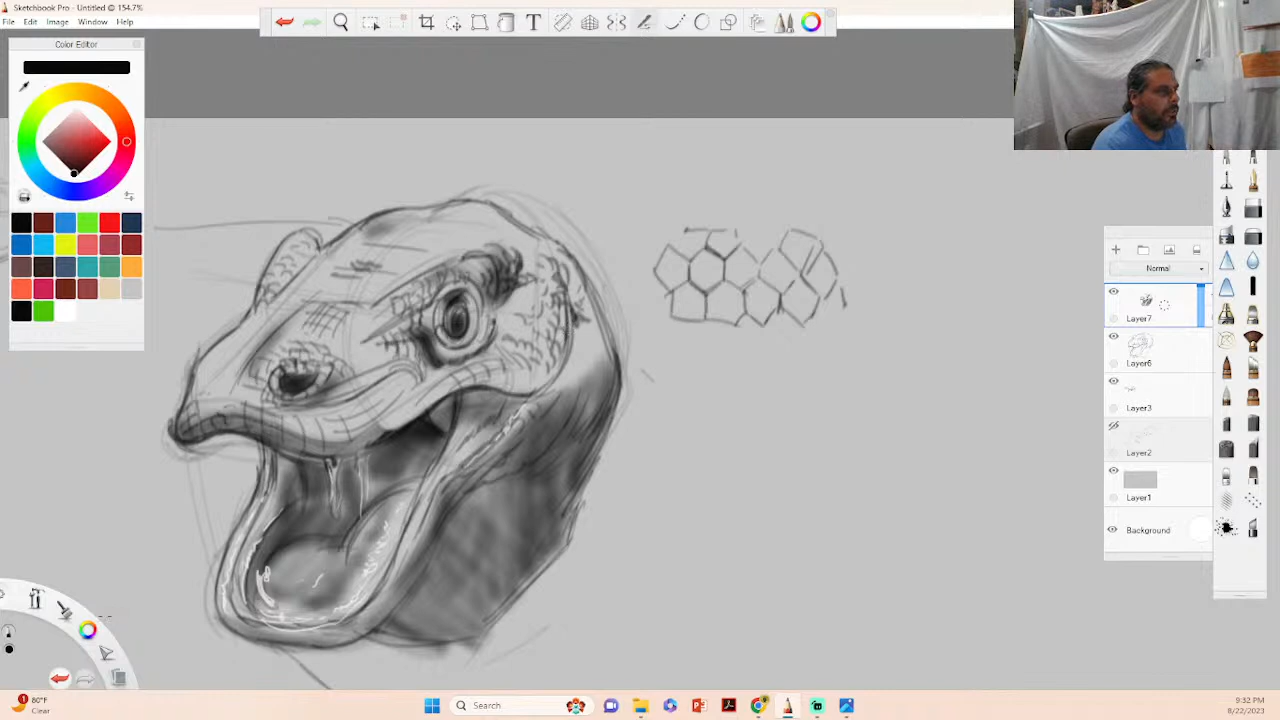 Sketchbook Pro - Untitled @ 154.7%
File Edit Image Window Help
T
Color Editor
Normal
Layer7
Layer6
Layer3
Layer2
Layer1
Background
1
80°F
Clear
Search
9:32 PM
8/22/2023